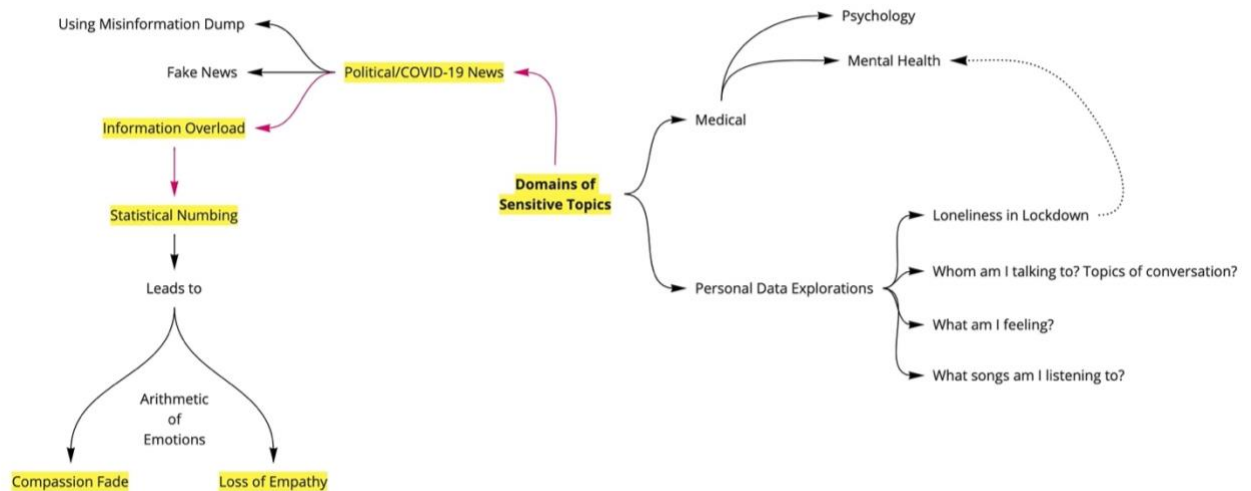 Using Misinformation Dump
Fake News
Political/COVID-19 News
Information Overload
Statistical Numbing
Leads to
Arithmetic
of
Emotions
Compassion Fade
Loss of Empathy
Domains of
Sensitive Topics
Psychology
Mental Health
Medical
Loneliness in Lockdown
Whom am I talking to? Topics of conversation?
Personal Data Explorations
What am I feeling?
What songs am I listening to?